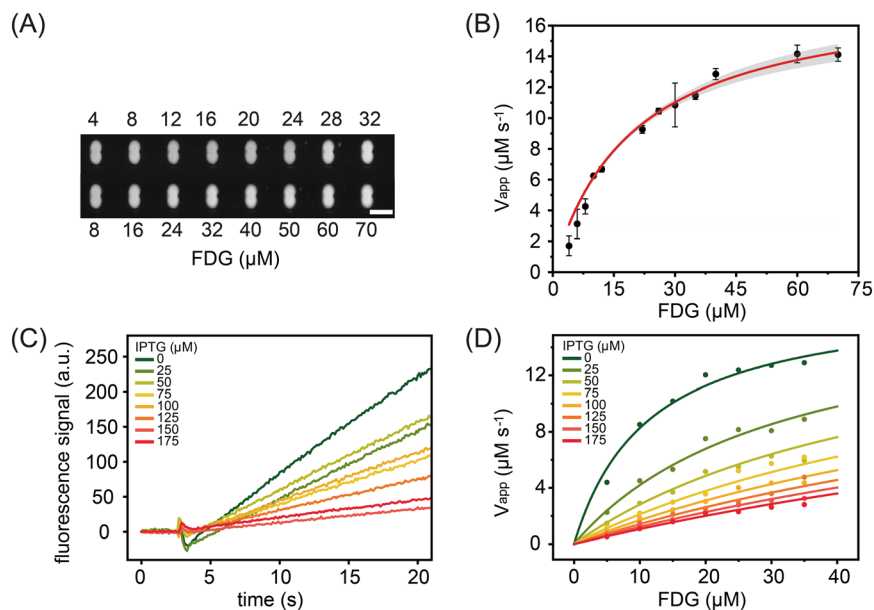 (A)
4 8 12 16 20 24 28 32
8 16 24 32 40 50 60 70
FDG (μM)
(B)
16
14
12
10
8
6
4
2
0
Vapp (μM s⁻¹)
0 15 30 45 60 75
FDG (μM)
(C)
IPTG (μM)
0
25
50
75
100
125
150
175
250
200
150
100
50
0
fluorescence signal (a.u.)
0 5 10 15 20
time (s)
(D)
IPTG (μM)
0
25
50
75
100
125
150
175
12
8
4
0
Vapp (μM s⁻¹)
0 10 20 30 40
FDG (μM)